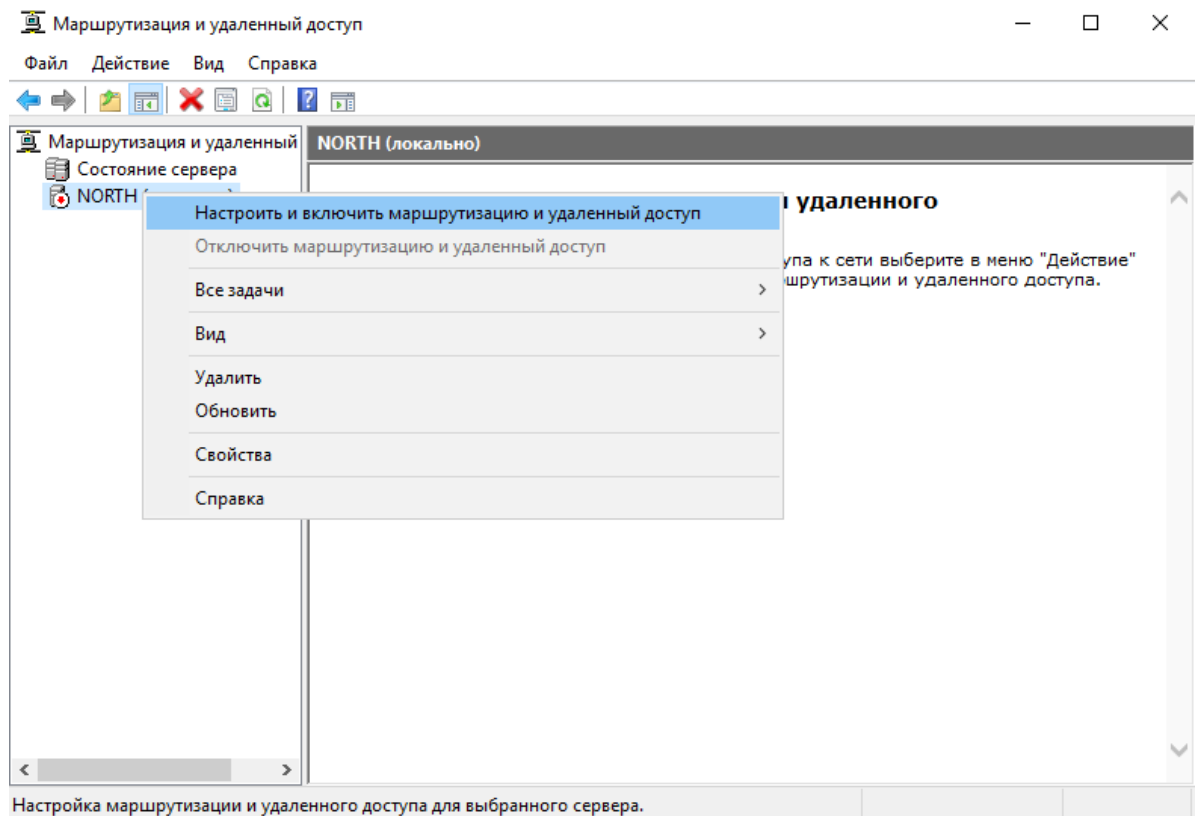 Маршрутизация и удаленный доступ
Файл Действие Вид Справка
Маршрутизация и удаленный
Состояние сервера
NORTH
NORTH (локально)
удаленного
упа к сети выберите в меню "Действие"
шрутизации и удаленного доступа.
Настроить и включить маршрутизацию и удаленный доступ
Отключить маршрутизацию и удаленный доступ
Все задачи
Вид
Удалить
Обновить
Свойства
Справка
Настройка маршрутизации и удаленного доступа для выбранного сервера.